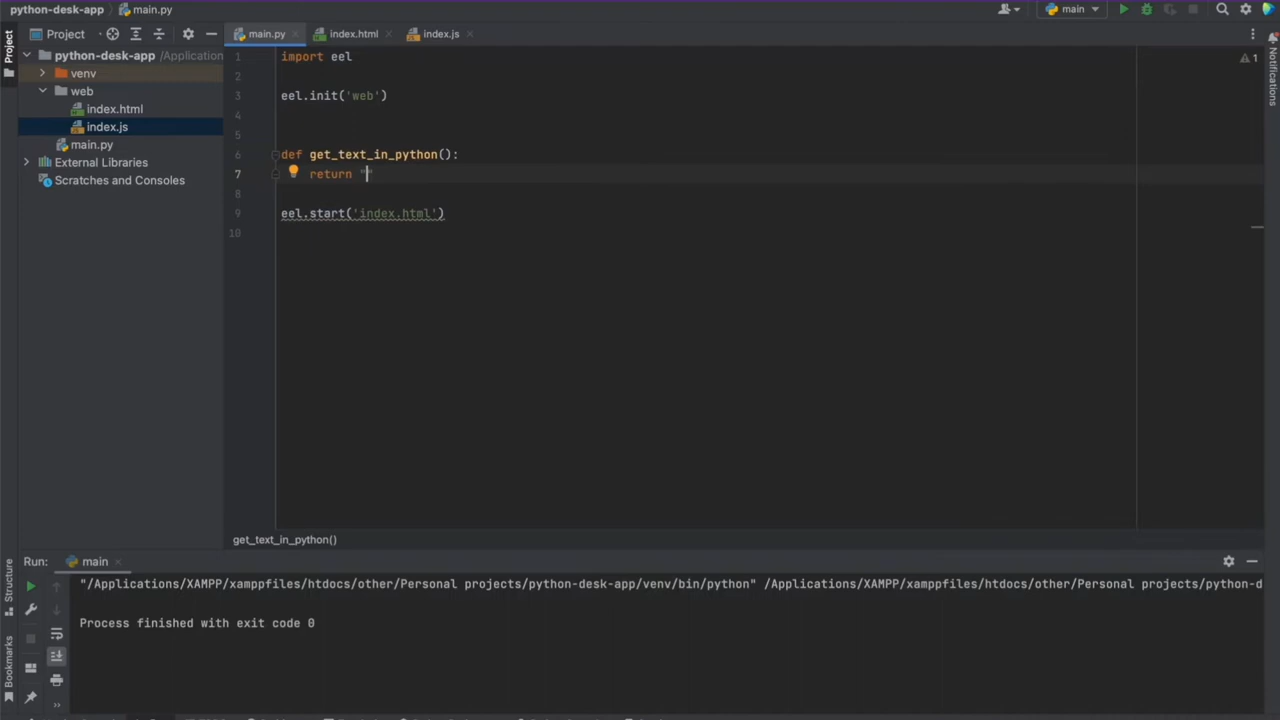 python-desk-app
main.py
main
Project
main.py
index.html
index.js
Project
python-desk-app /Application
venv
web
index.html
index.js
main.py
External Libraries
Scratches and Consoles
1 import eel
2
3 eel.init('web')
4
5
6 def get_text_in_python():
7 return ""
8
9 eel.start('index.html')
10
1
Notifications
get_text_in_python()
Run: main
"/Applications/XAMPP/xamppfiles/htdocs/other/Personal projects/python-desk-app/venv/bin/python" /Applications/XAMPP/xamppfiles/htdocs/other/Personal projects/python-d
Process finished with exit code 0
Structure
Bookmarks